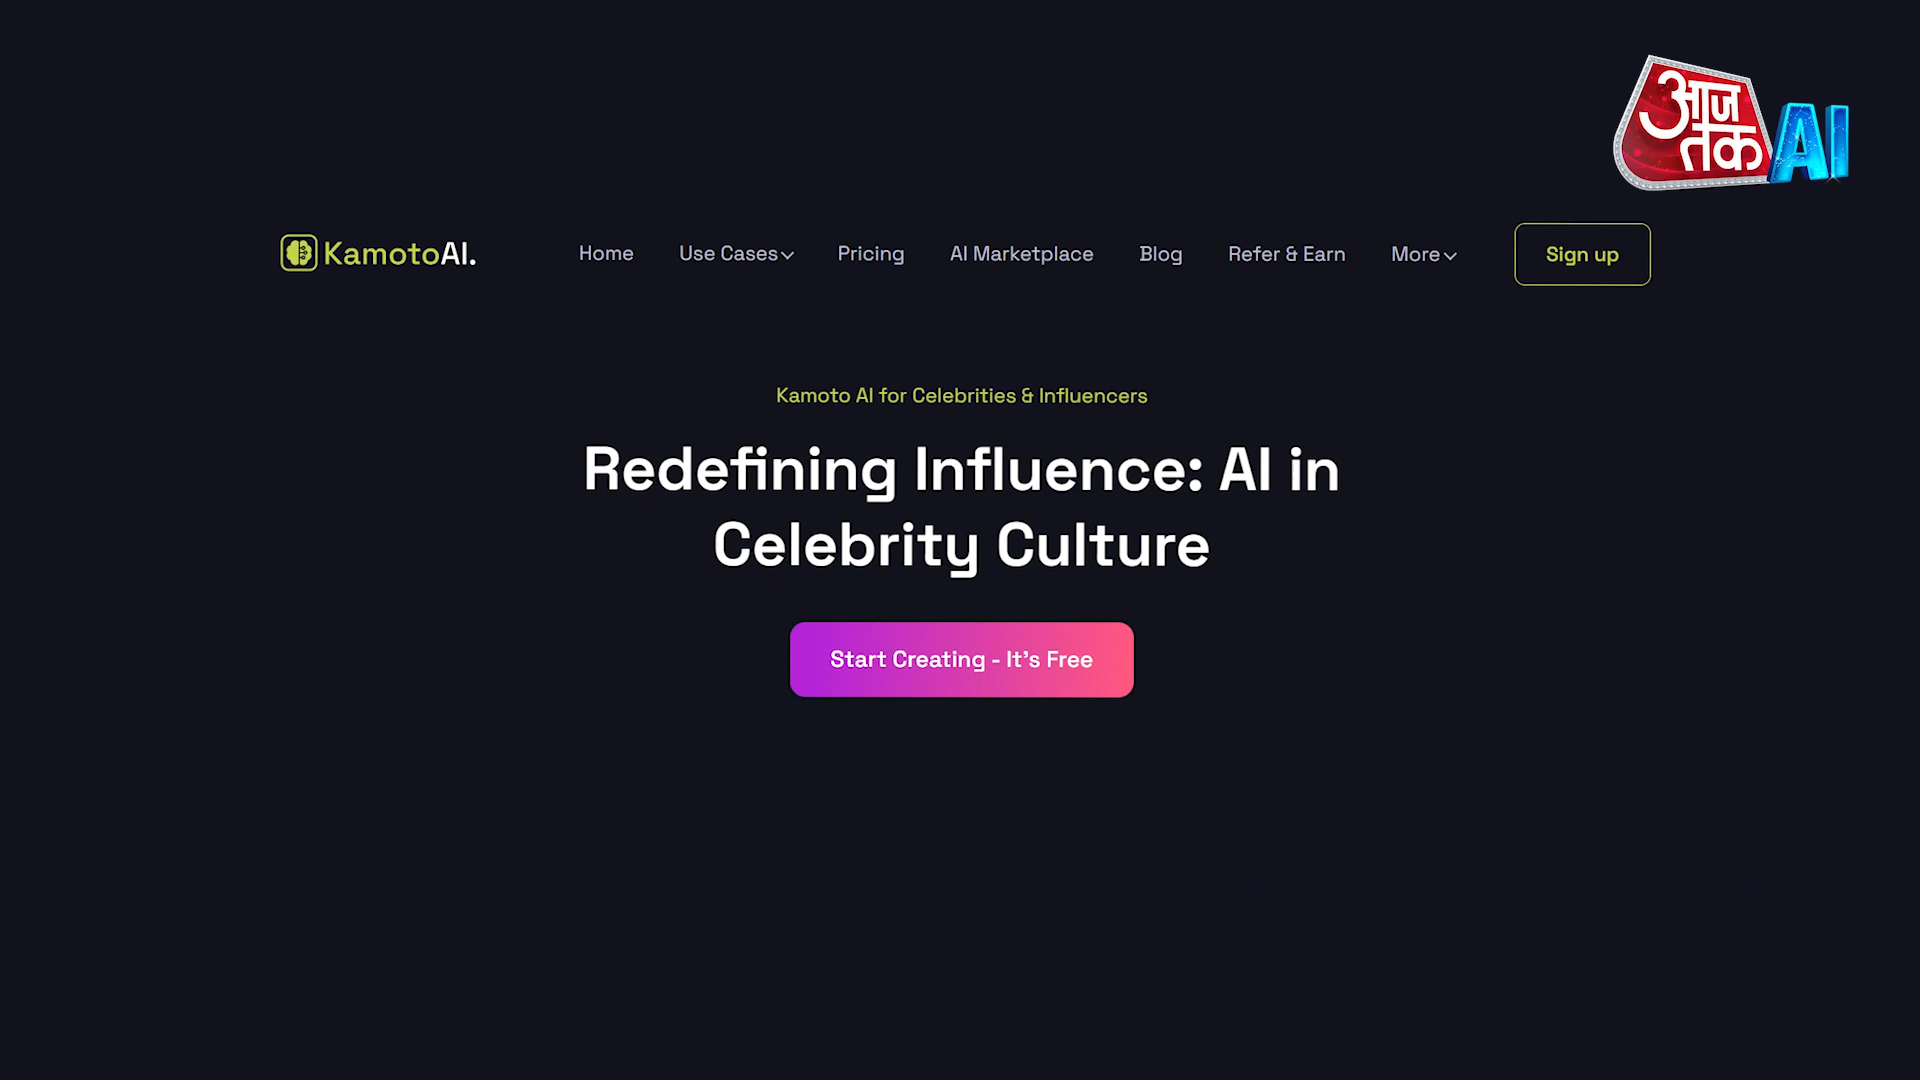 आज
तक AI
KamotoAI.
Home Use Cases Pricing AI Marketplace Blog Refer & Earn More Sign up
Kamoto AI for Celebrities & Influencers
Redefining Influence: AI in
Celebrity Culture
Start Creating - It's Free